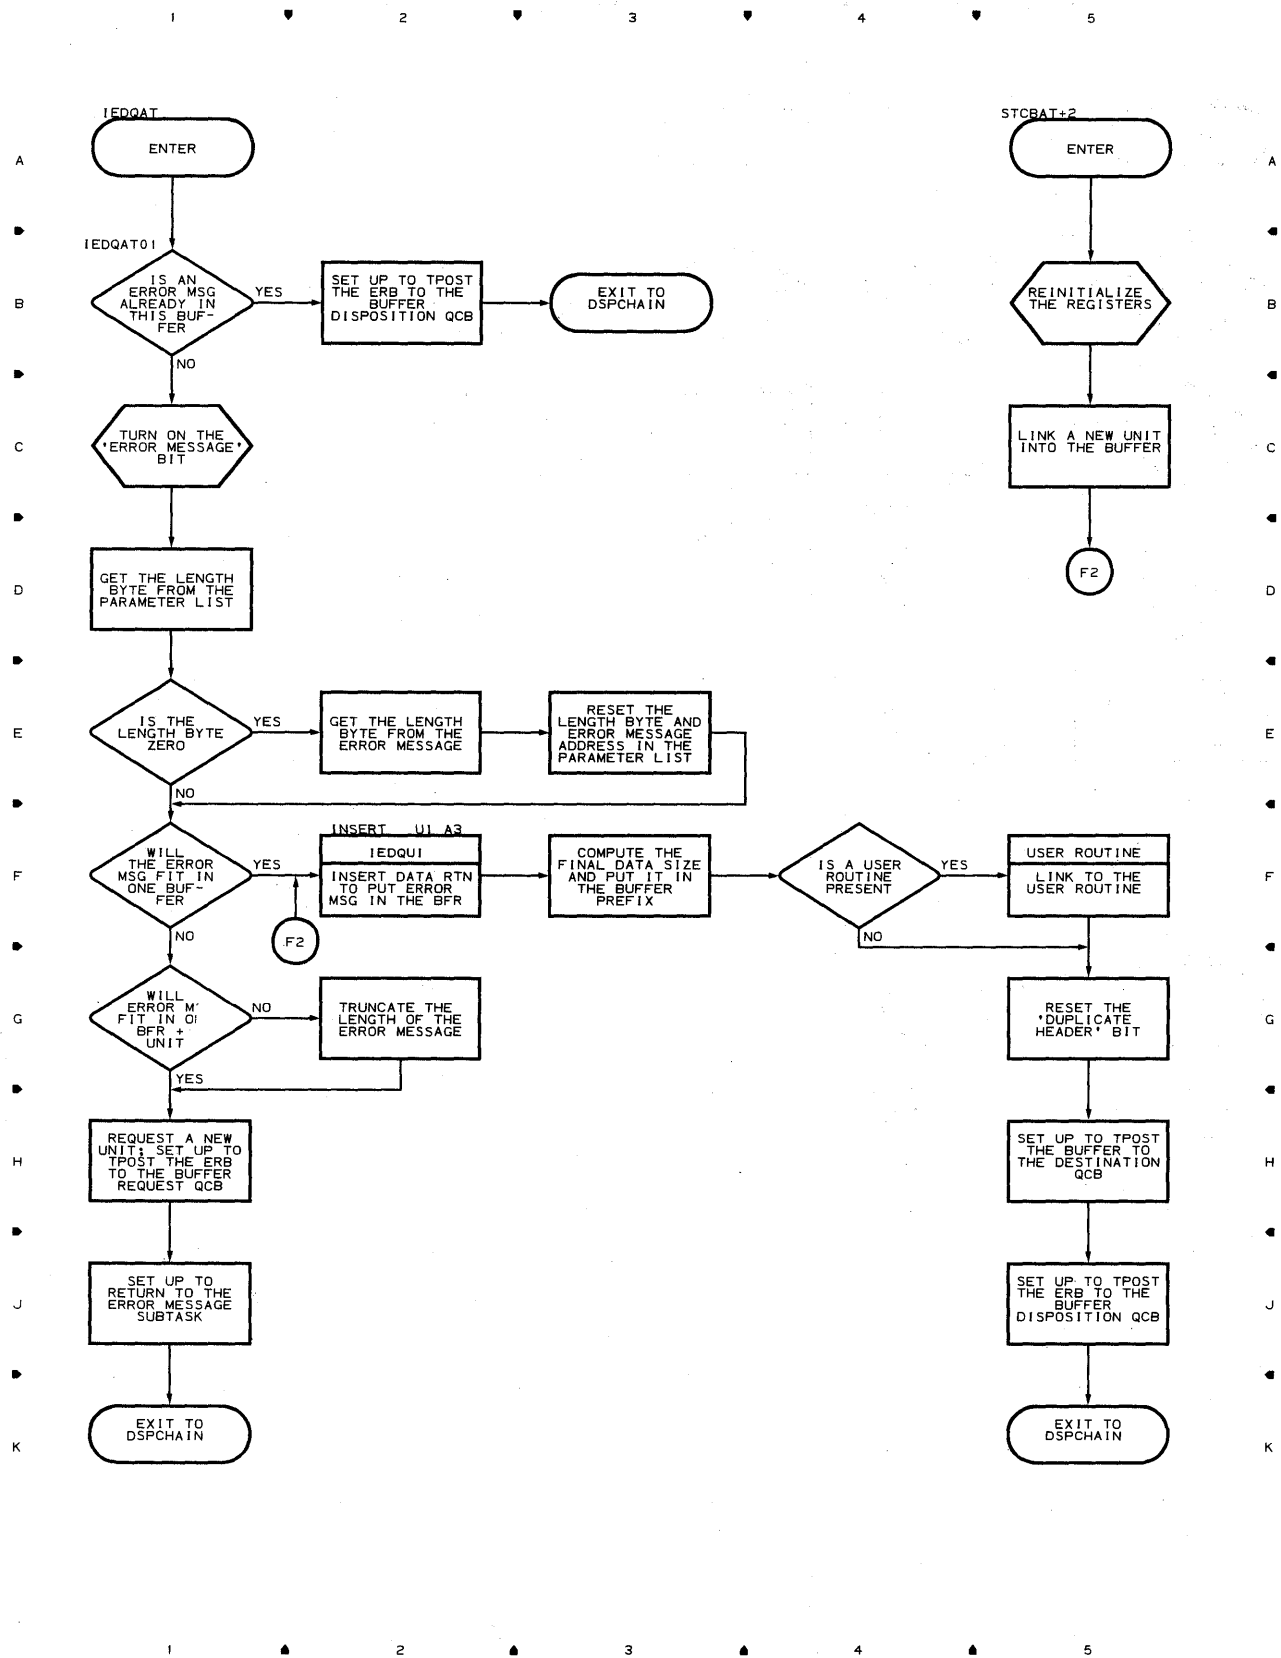 1 2 3 4 5
IEDQAT
ENTER
STCBAT+2
ENTER
A A
IEDQAT01
IS AN
ERROR MSG
ALREADY IN
THIS BUF-
FER
YES
NO
SET UP TO TPOST
THE ERB TO THE
BUFFER
DISPOSITION QCB
EXIT TO
DSPCHAIN
REINITIALIZE
THE REGISTERS
B B
TURN ON THE
'ERROR MESSAGE'
BIT
LINK A NEW UNIT
INTO THE BUFFER
C C
GET THE LENGTH
BYTE FROM THE
PARAMETER LIST
F2
D D
IS THE
LENGTH BYTE
ZERO
YES
NO
GET THE LENGTH
BYTE FROM THE
ERROR MESSAGE
RESET THE
LENGTH BYTE AND
ERROR MESSAGE
ADDRESS IN THE
PARAMETER LIST
E E
WILL
THE ERROR
MSG FIT IN
ONE BUF-
FER
YES
NO
F2
INSERT U1 A3
IEDQUI
INSERT DATA RTN
TO PUT ERROR
MSG IN THE BFR
COMPUTE THE
FINAL DATA SIZE
AND PUT IT IN
THE BUFFER
PREFIX
IS A USER
ROUTINE
PRESENT
YES
NO
USER ROUTINE
LINK TO THE
USER ROUTINE
F F
WILL
ERROR
FIT IN
BFR +
UNIT
NO
YES
TRUNCATE THE
LENGTH OF THE
ERROR MESSAGE
RESET THE
'DUPLICATE
HEADER' BIT
G G
REQUEST A NEW
UNIT; SET UP TO
TPOST THE ERB
TO THE BUFFER
REQUEST QCB
SET UP TO TPOST
THE BUFFER TO
THE DESTINATION
QCB
H H
SET UP TO
RETURN TO THE
ERROR MESSAGE
SUBTASK
SET UP TO TPOST
THE ERB TO THE
BUFFER
DISPOSITION QCB
J J
EXIT TO
DSPCHAIN
EXIT TO
DSPCHAIN
K K
1 2 3 4 5